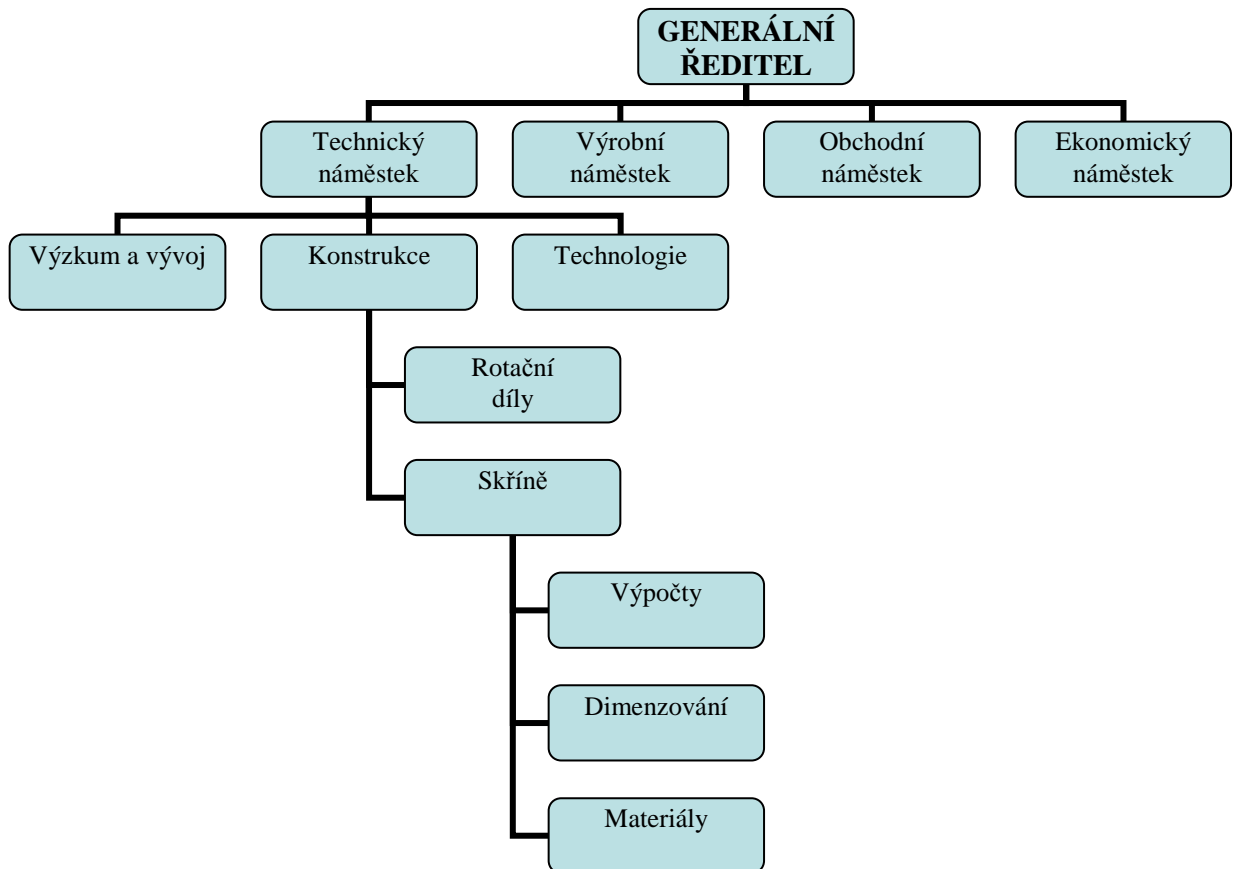 GENERÁLNÍ
ŘEDITEL
Technický
náměstek
Výrobní
náměstek
Obchodní
náměstek
Ekonomický
náměstek
Výzkum a vývoj
Konstrukce
Technologie
Rotační
díly
Skříně
Výpočty
Dimenzování
Materiály